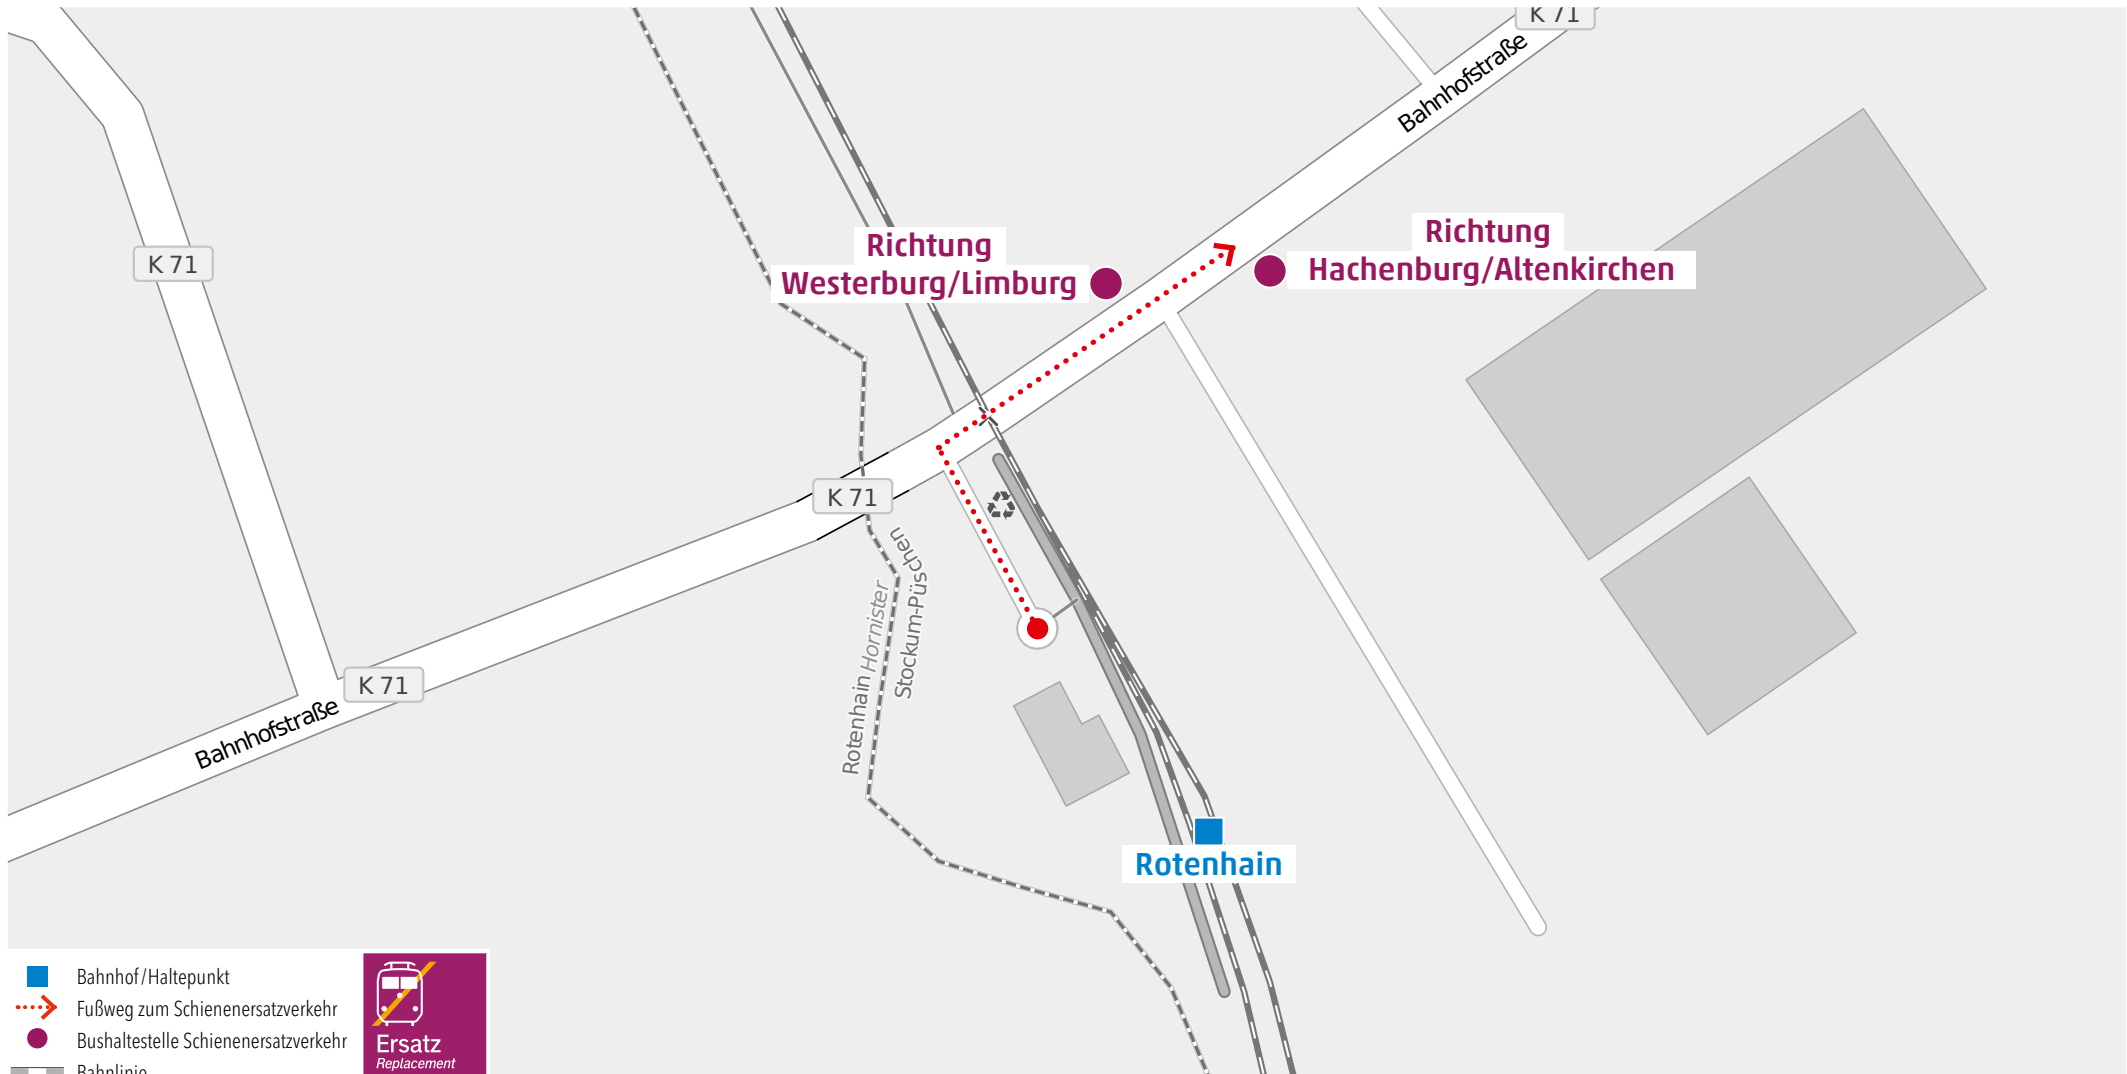 K 71
Bahnhofstraße
K 71
Richtung
Westerburg/Limburg
Richtung
Hachenburg/Altenkirchen
K 71
Rotenhain Hornister
Stockum-Püschen
K 71
Bahnhofstraße
Rotenhain
Bahnhof/Haltepunkt
Fußweg zum Schienenersatzverkehr
Bushaltestelle Schienenersatzverkehr
Bahnlinie
Ersatz
Replacement